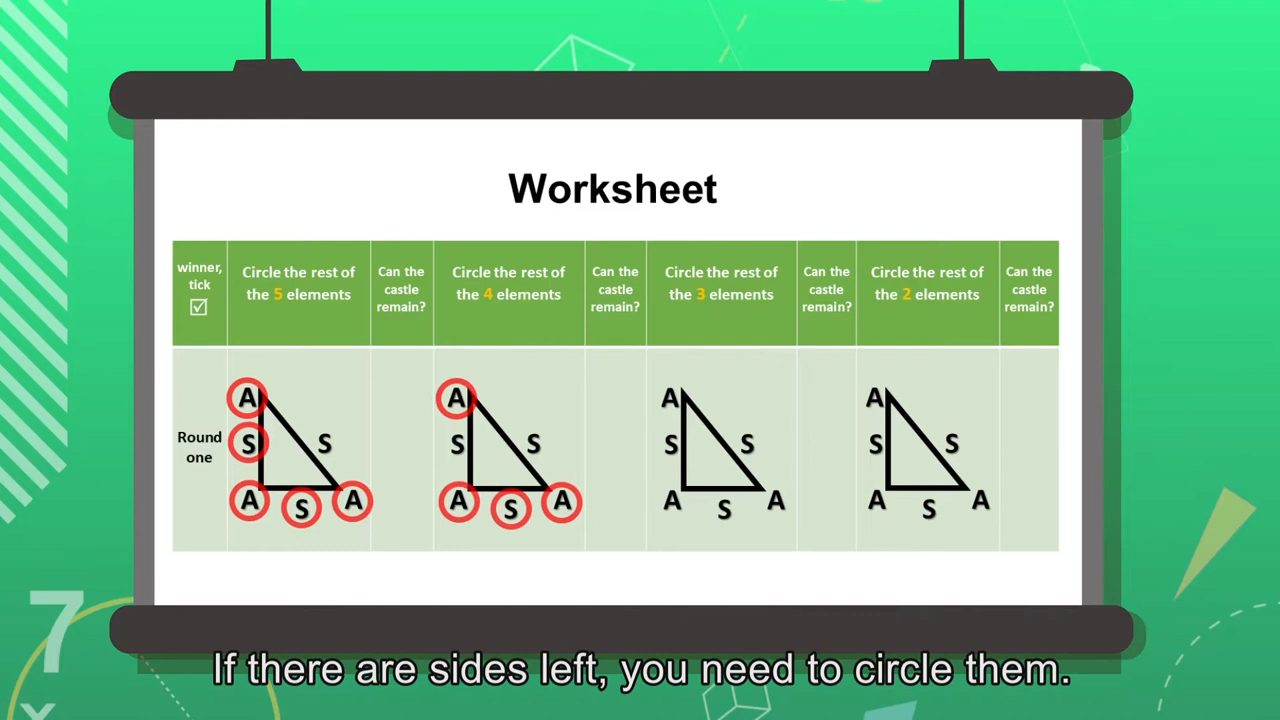 Worksheet
winner,
tick
☑
Circle the rest of
the 5 elements
Can the
castle
remain?
Circle the rest of
the 4 elements
Can the
castle
remain?
Circle the rest of
the 3 elements
Can the
castle
remain?
Circle the rest of
the 2 elements
Can the
castle
remain?
Round
one
A
S S
A S A
A
S S
A S A
A
S S
A S A
A
S S
A S A
7
x
If there are sides left, you need to circle them.